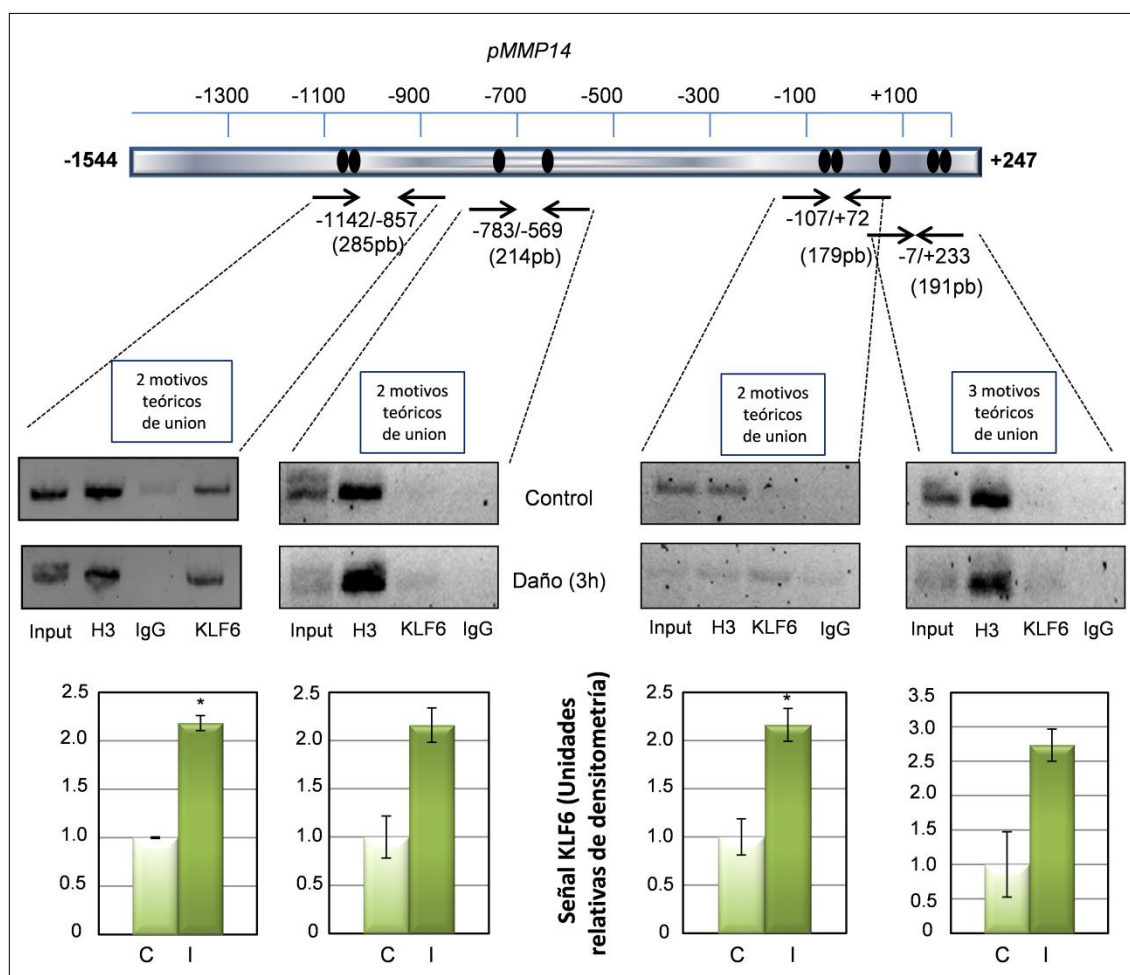 pMMP14
-1300 -1100 -900 -700 -500 -300 -100 +100
-1544 +247
-1142/-857
(285pb)
-783/-569
(214pb)
-107/+72
(179pb)
-7/+233
(191pb)
2 motivos
teóricos
de union
2 motivos
teóricos
de union
2 motivos
teóricos
de union
3 motivos
teóricos
de union
Control
Daño (3h)
Input H3 IgG KLF6
Input H3 KLF6 IgG
Input H3 KLF6 IgG
Input H3 KLF6 IgG
2.5
2.0
1.5
1.0
0.5
0
*
C I
2.5
2.0
1.5
1.0
0.5
0
C I
Señal KLF6 (Unidades
relativas de densitometría)
2.5
2.0
1.5
1.0
0.5
0
*
C I
3.5
3.0
2.5
2.0
1.5
1.0
0.5
0
C I